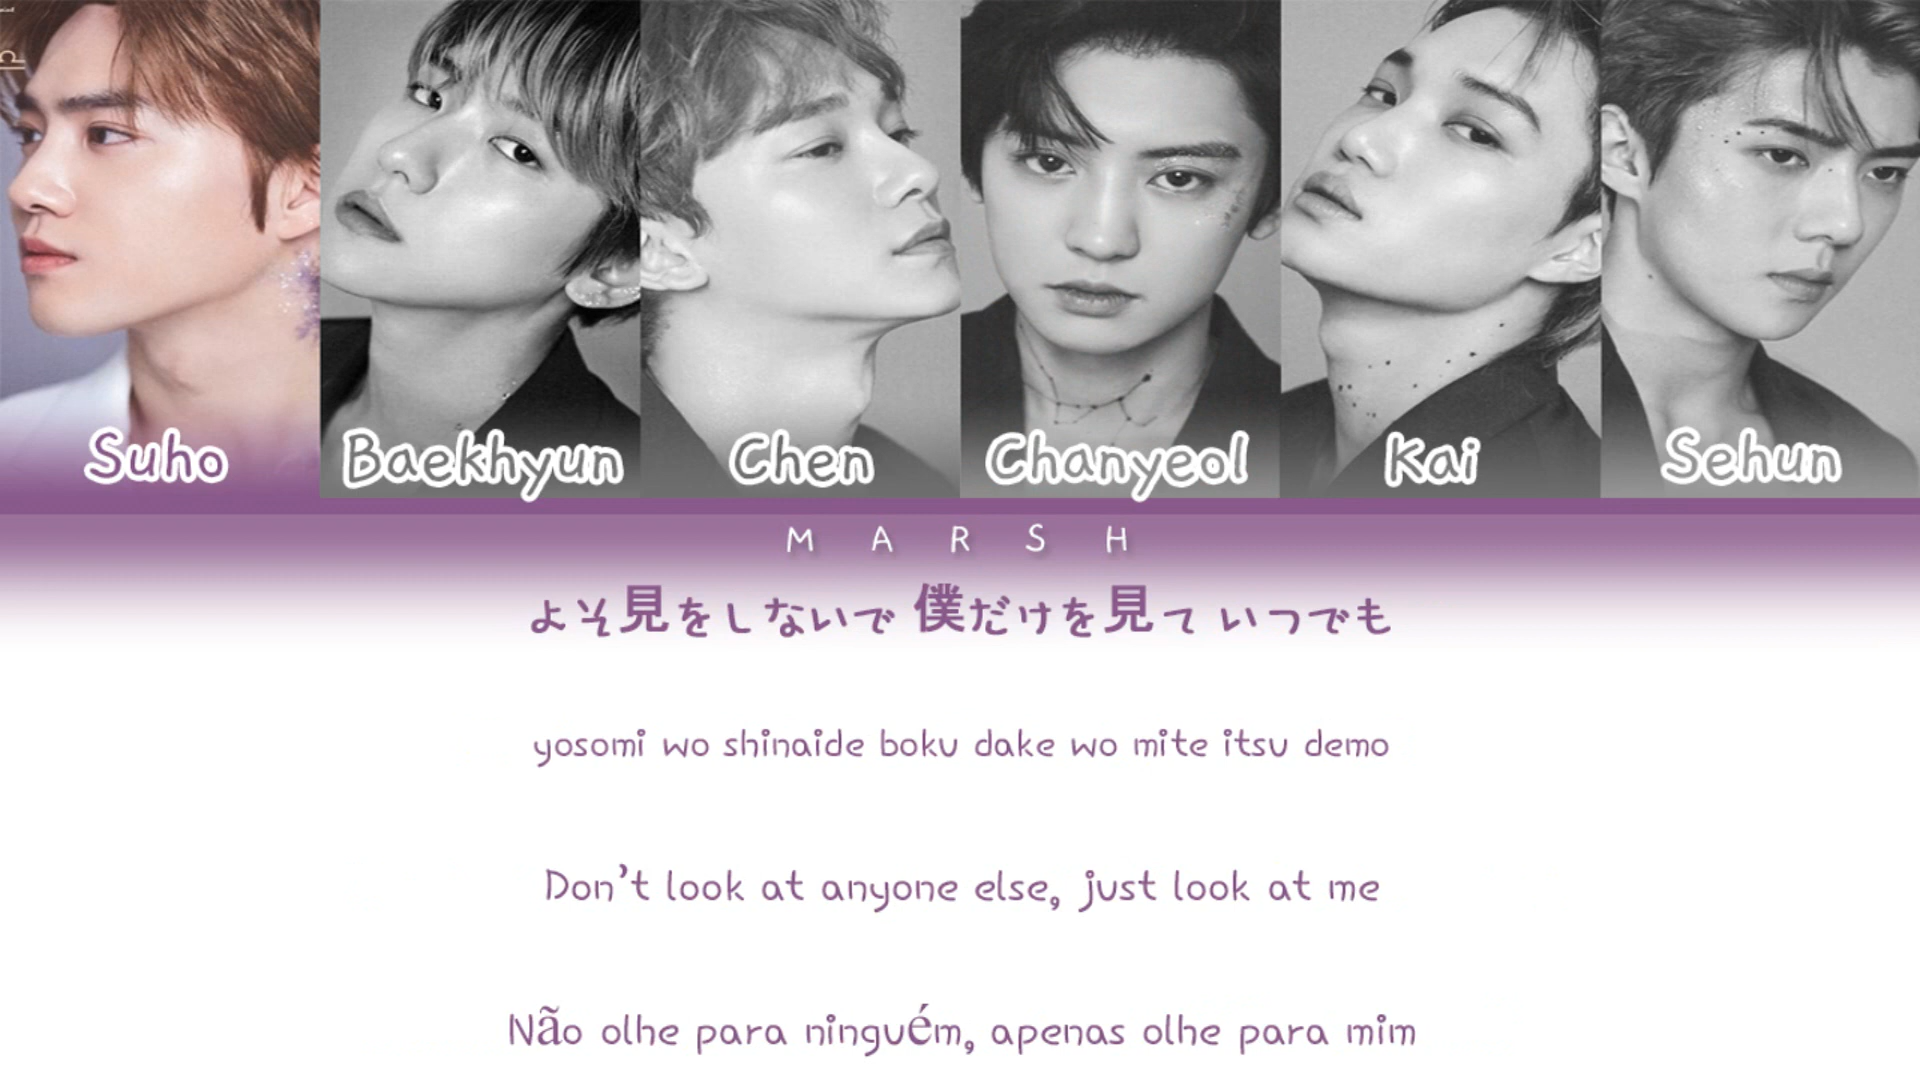 Suho Baekhyun Chen Chanyeol Kai Sehun
MARSH
よそ見をしないで 僕だけを見て いつでも
yosomi wo shinaide boku dake wo mite itsu demo
Don't look at anyone else, just look at me
Não olhe para ninguém, apenas olhe para mim